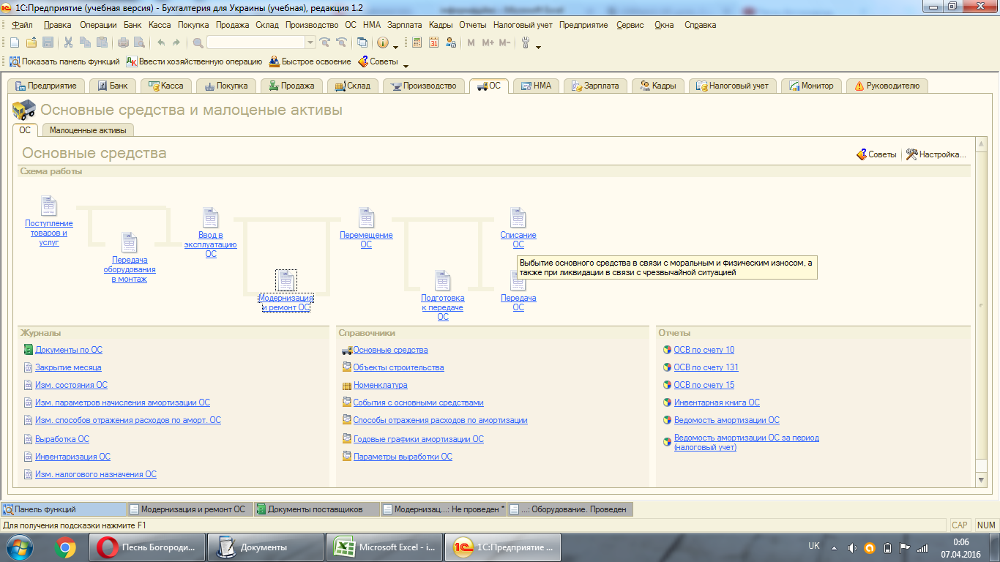 1С:Предприятие (учебная версия) - Бухгалтерия для Украины (учебная), редакция 1.2
Файл Правка Операции Банк Касса Покупка Продажа Склад Производство ОС НМА Зарплата Кадры Отчеты Налоговый учет Предприятие Сервис Окна Справка
M M+ M-
Показать панель функций Ввести хозяйственную операцию Быстрое освоение Советы
Предприятие Банк Касса Покупка Продажа Склад Производство ОС НМА Зарплата Кадры Налоговый учет Монитор Руководителю
Основные средства и малоценые активы
ОС Малоценные активы
Основные средства
Советы Настройка...
Схема работы
Поступление
товаров и
услуг
Передача
оборудования
в монтаж
Ввод в
эксплуатацию
ОС
Модернизация
и ремонт ОС
Перемещение
ОС
Подготовка
к передаче
ОС
Списание
ОС
Выбытие основного средства в связи с моральным и физическим износом, а
также при ликвидации в связи с чрезвычайной ситуацией
Передача
ОС
Журналы
Документы по ОС
Закрытие месяца
Изм. состояния ОС
Изм. параметров начисления амортизации ОС
Изм. способов отражения расходов по аморт. ОС
Выработка ОС
Инвентаризация ОС
Изм. налогового назначения ОС
Справочники
Основные средства
Объекты строительства
Номенклатура
События с основными средствами
Способы отражения расходов по амортизации
Годовые графики амортизации ОС
Параметры выработки ОС
Отчеты
ОСВ по счету 10
ОСВ по счету 131
ОСВ по счету 15
Инвентарная книга ОС
Ведомость амортизации ОС
Ведомость амортизации ОС за период
(налоговый учет)
Панель функций Модернизация и ремонт ОС Документы поставщиков Модернизац...: Не проведен * ...: Оборудование. Проведен
Для получения подсказки нажмите F1 CAP NUM
Песнь Богороди... Документы Microsoft Excel - i... 1С:Предприятие ... UK 0:06
07.04.2016